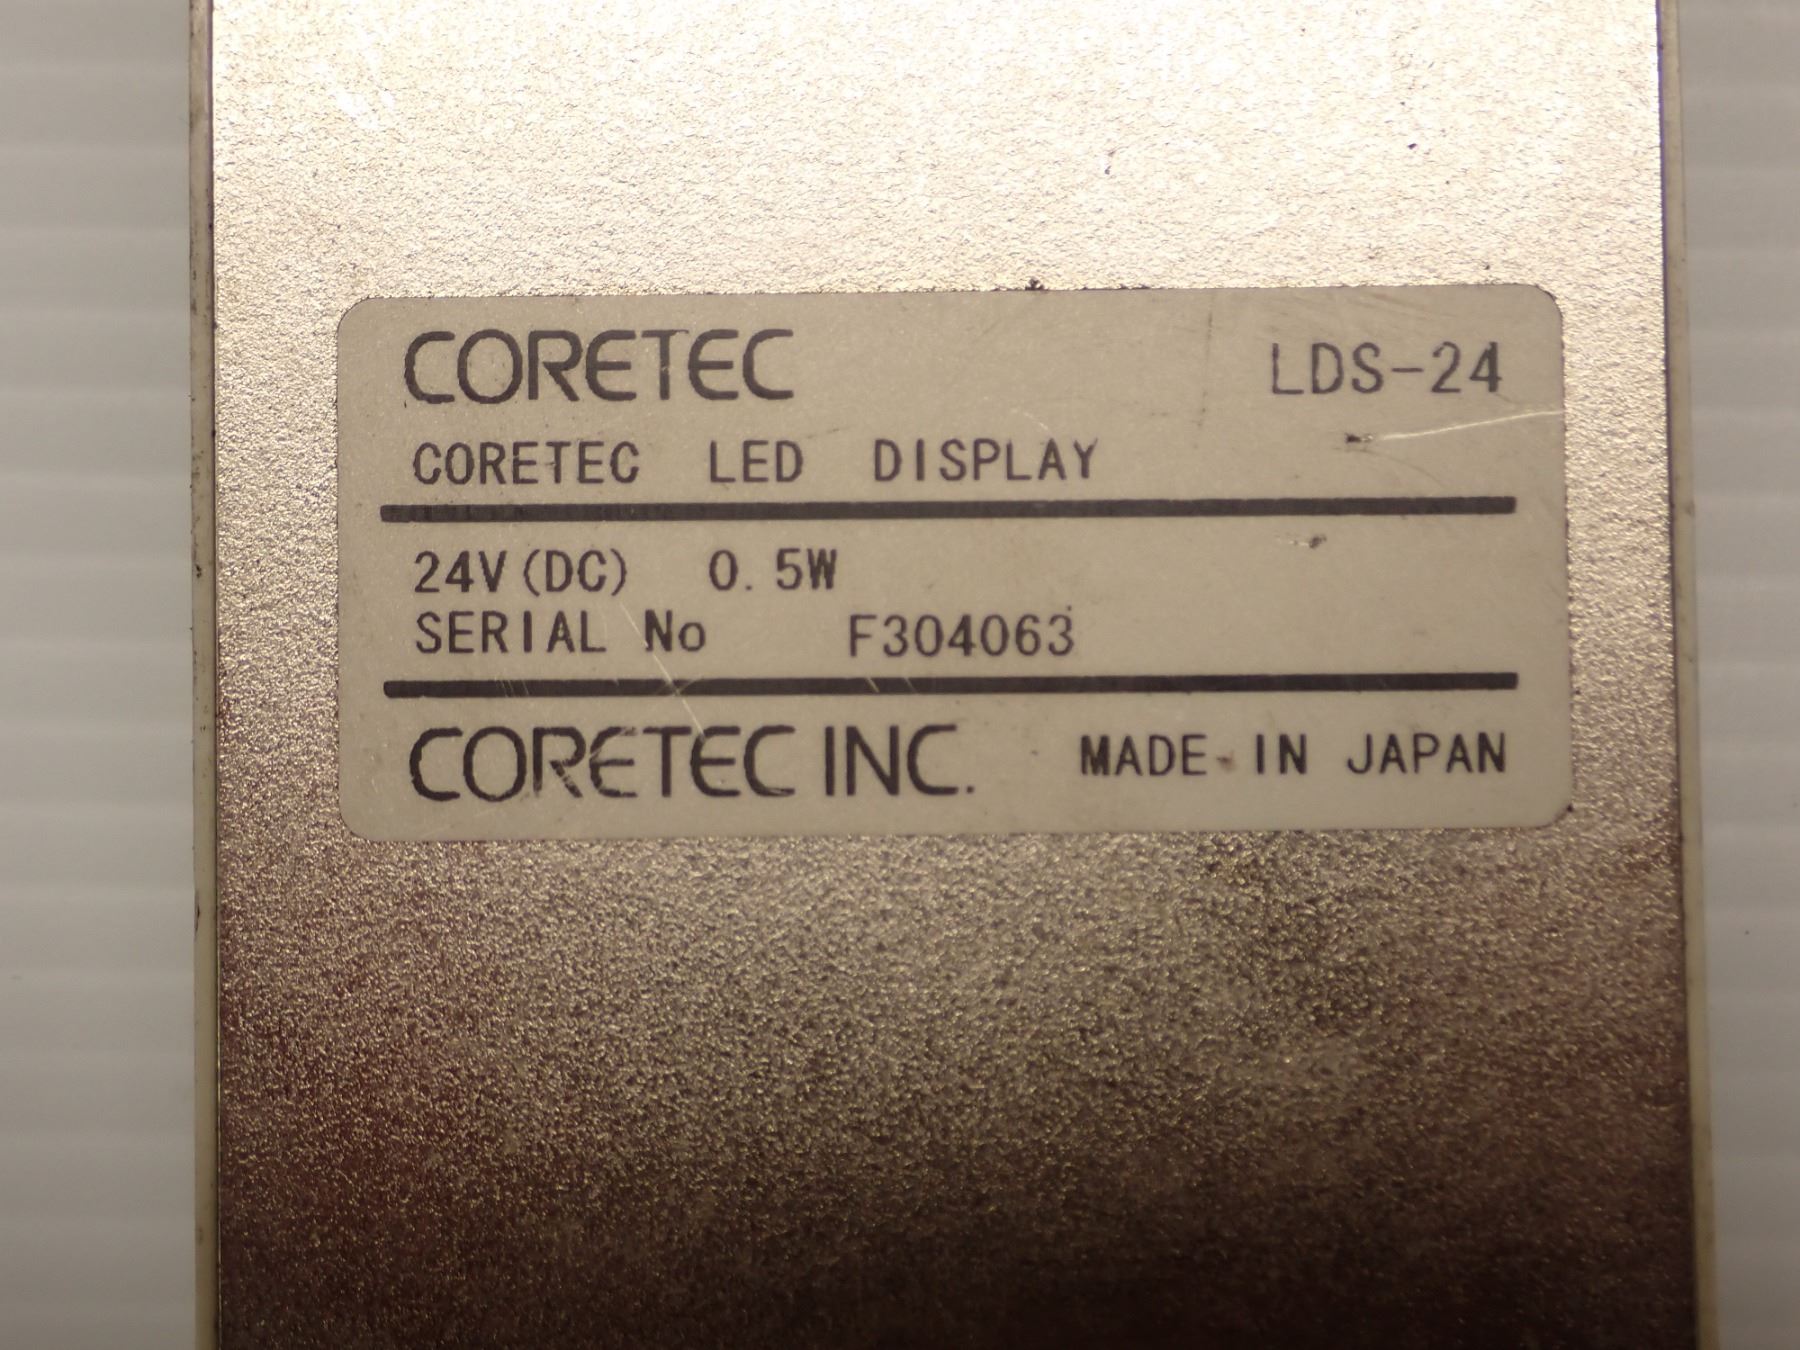 CORETEC LDS-24
CORETEC LED DISPLAY
24V(DC) 0.5W
SERIAL No F304063
CORETEC INC. MADE IN JAPAN